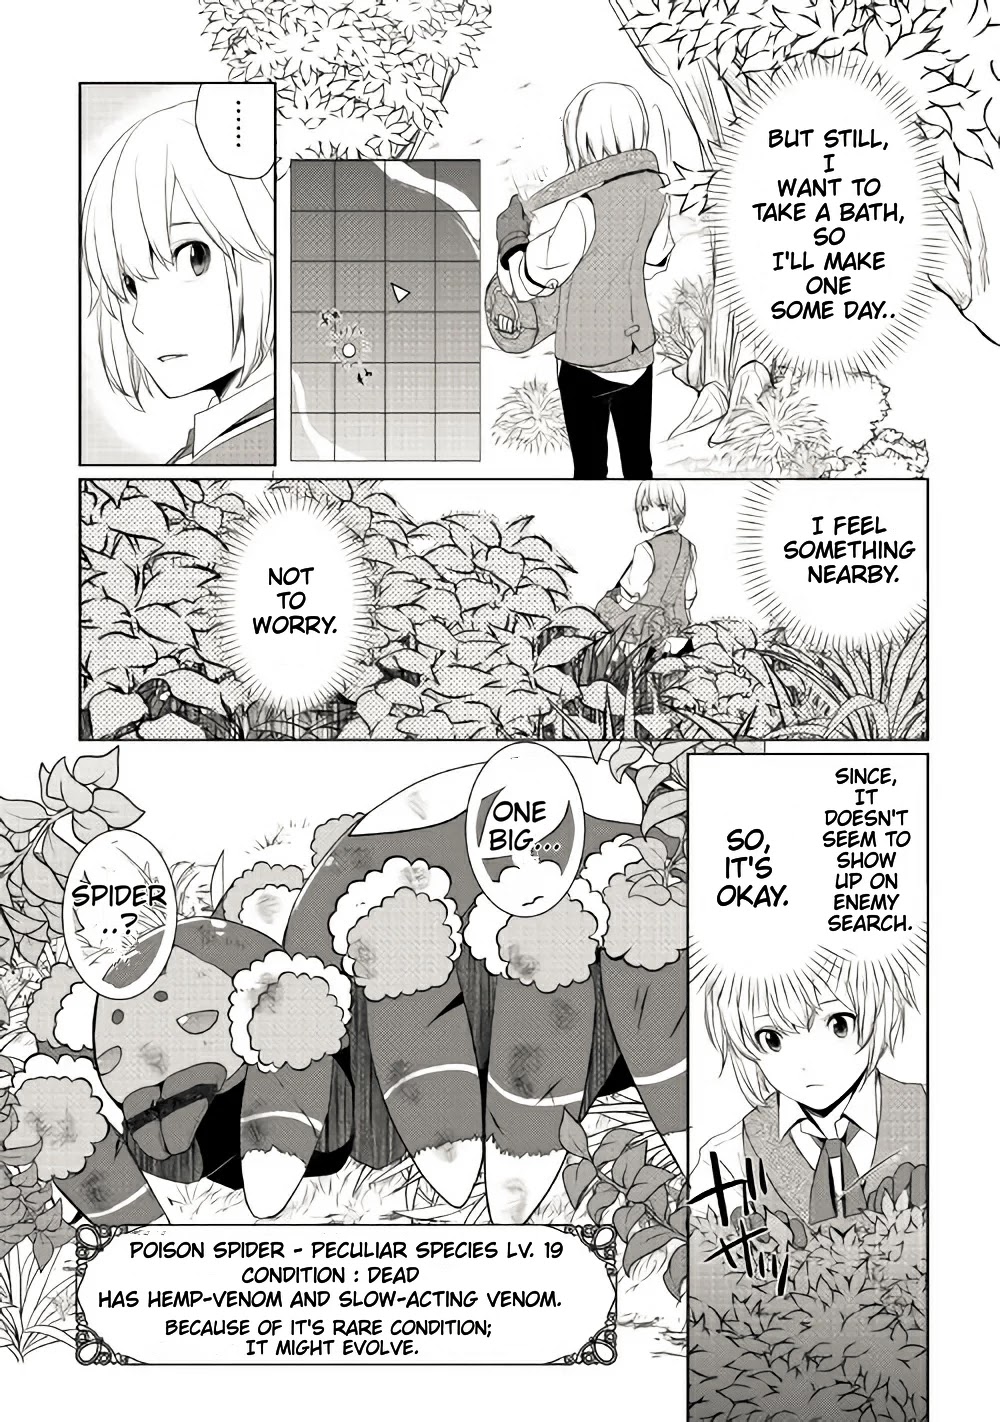 BUT STILL,
I
WANT TO
TAKE A BATH,
SO
I'LL MAKE
ONE
SOME DAY..
......
I FEEL
SOMETHING
NEARBY.
NOT
TO
WORRY.
SINCE,
IT
DOESN'T
SEEM TO
SHOW
UP ON
ENEMY
SEARCH.
SO,
IT'S
OKAY.
ONE
BIG...
SPIDER
..?
POISON SPIDER - PECULIAR SPECIES LV. 19
CONDITION : DEAD
HAS HEMP-VENOM AND SLOW-ACTING VENOM.
BECAUSE OF IT'S RARE CONDITION;
IT MIGHT EVOLVE.